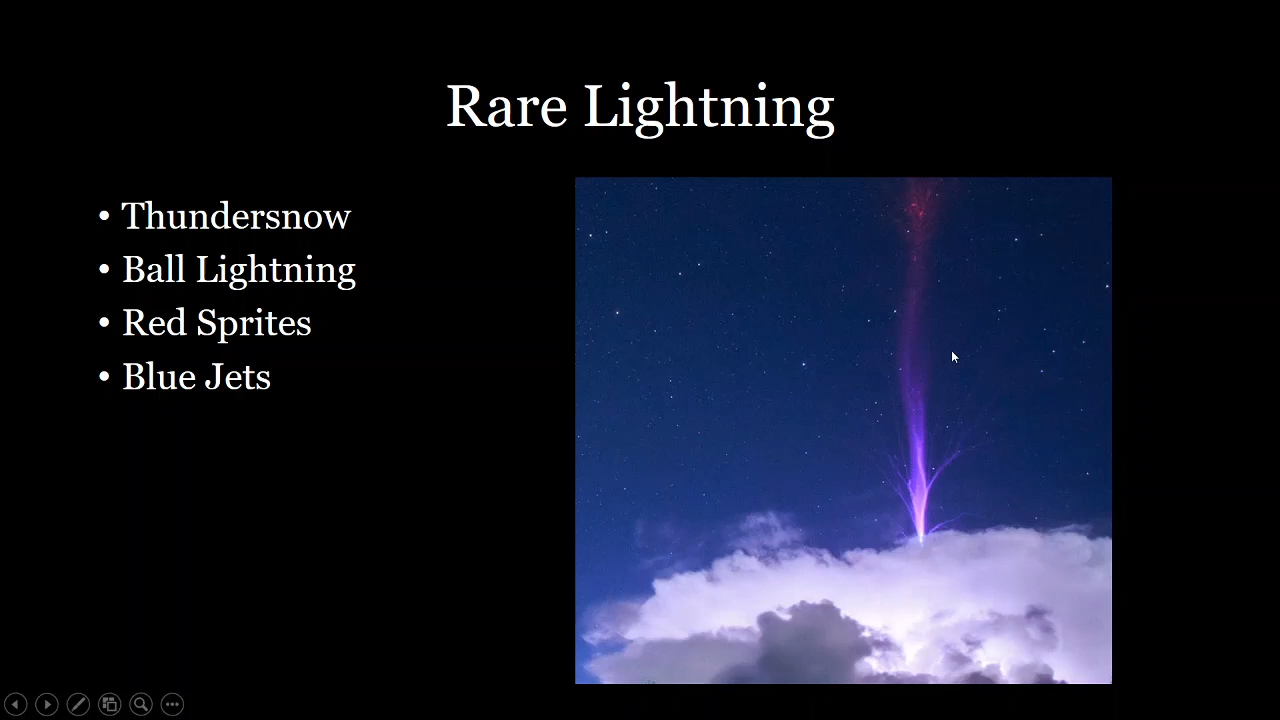 Rare Lightning
• Thundersnow
• Ball Lightning
• Red Sprites
• Blue Jets